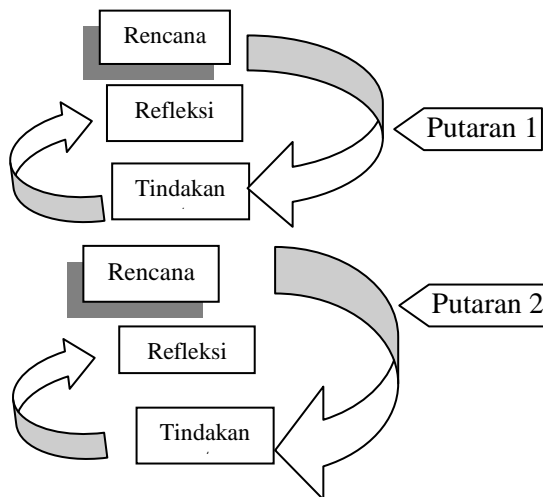 Rencana
Refleksi
Putaran 1
Tindakan
Rencana
Putaran 2
Refleksi
Tindakan